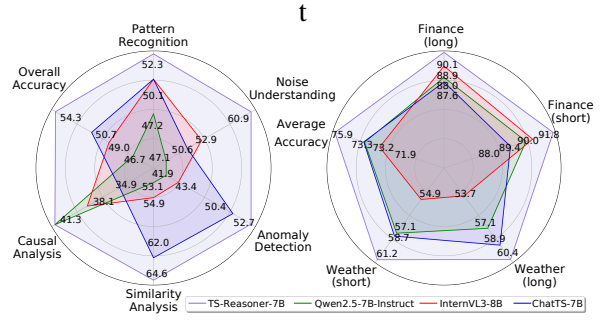 t
Pattern
Recognition
52.3
50.1
47.2
47.1
Noise
Understanding
60.9
52.9
50.6
41.9
Anomaly
Detection
52.7
50.4
43.4
Similarity
Analysis
64.6
62.0
54.9
53.1
Causal
Analysis
41.3
38.1
34.9
Overall
Accuracy
54.3
50.7
49.0
46.7
Finance
(long)
90.1
88.9
88.0
87.6
Finance
(short)
91.8
90.0
89.4
88.0
Weather
(long)
60.4
58.9
57.1
53.7
Weather
(short)
61.2
58.7
57.1
54.9
Average
Accuracy
75.9
73.3
73.2
71.9
TS-Reasoner-7B
Qwen2.5-7B-Instruct
InternVL3-8B
ChatTS-7B